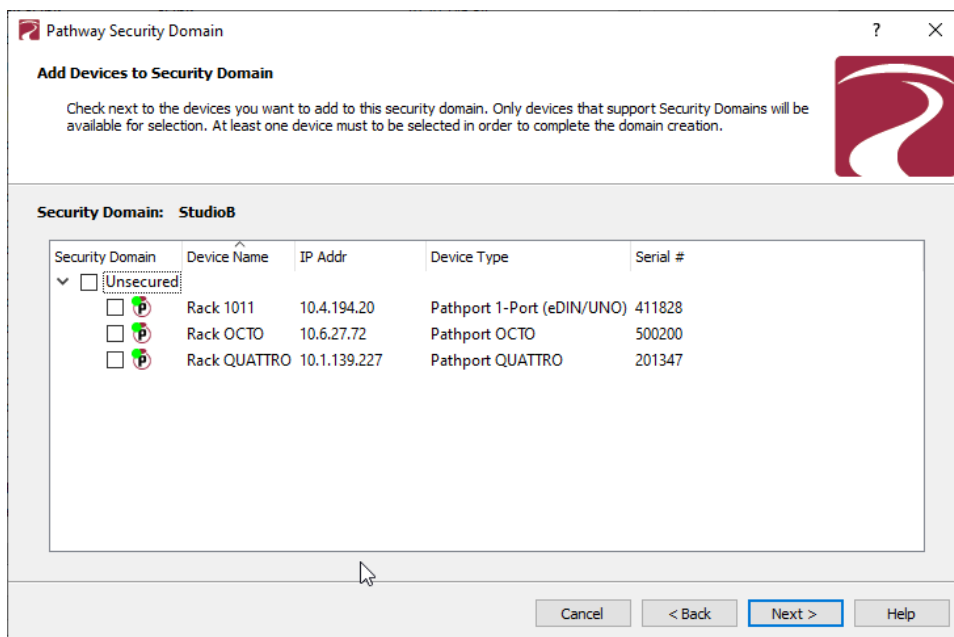 Pathway Security Domain
Add Devices to Security Domain
Check next to the devices you want to add to this security domain. Only devices that support Security Domains will be
available for selection. At least one device must to be selected in order to complete the domain creation.
Security Domain: StudioB
Security Domain Device Name IP Addr Device Type Serial #
Unsecured
Rack 1011 10.4.194.20 Pathport 1-Port (eDIN/UNO) 411828
Rack OCTO 10.6.27.72 Pathport OCTO 500200
Rack QUATTRO 10.1.139.227 Pathport QUATTRO 201347
Cancel < Back Next > Help